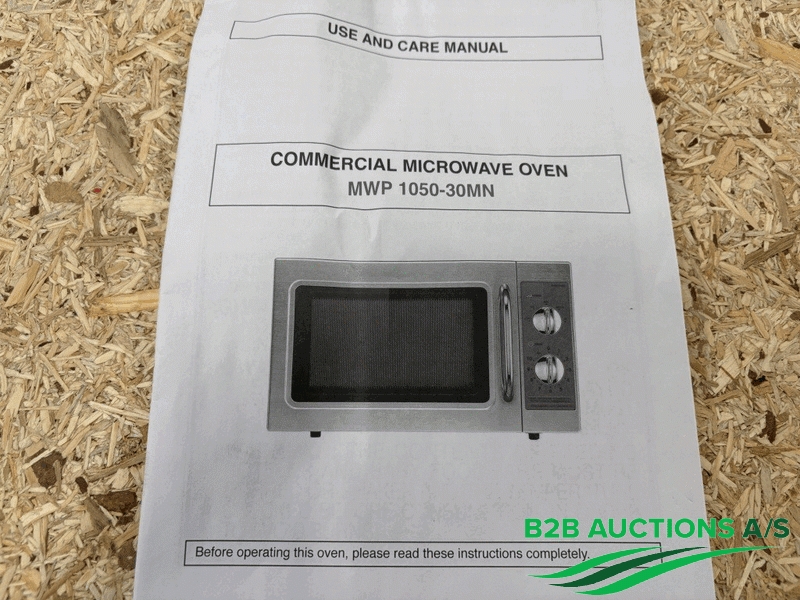 USE AND CARE MANUAL
COMMERCIAL MICROWAVE OVEN
MWP 1050-30MN
Before operating this oven, please read these instructions completely.
B2B AUCTIONS A/S